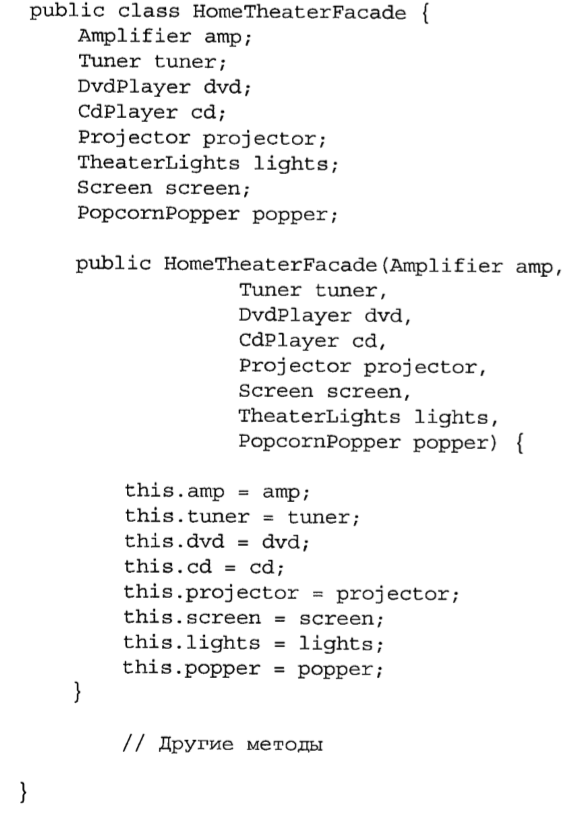 public class HomeTheaterFacade {
Amplifier amp;
Tuner tuner;
DvdPlayer dvd;
CdPlayer cd;
Projector projector;
TheaterLights lights;
Screen screen;
PopcornPopper popper;
public HomeTheaterFacade(Amplifier amp,
Tuner tuner,
DvdPlayer dvd,
CdPlayer cd,
Projector projector,
Screen screen,
TheaterLights lights,
PopcornPopper popper) {
this.amp = amp;
this.tuner = tuner;
this.dvd = dvd;
this.cd = cd;
this.projector = projector;
this.screen = screen;
this.lights = lights;
this.popper = popper;
}
// Другие методы
}